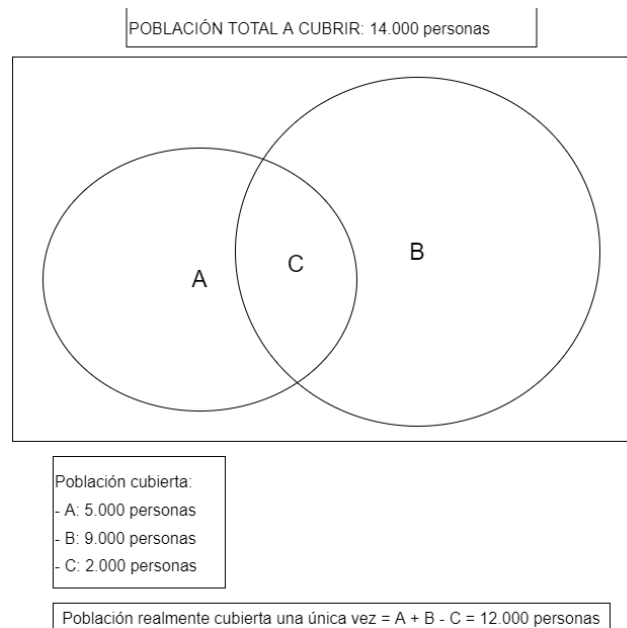 POBLACIÓN TOTAL A CUBRIR: 14.000 personas
A
C
B
Población cubierta:
- A: 5.000 personas
- B: 9.000 personas
- C: 2.000 personas
Población realmente cubierta una única vez = A + B - C = 12.000 personas